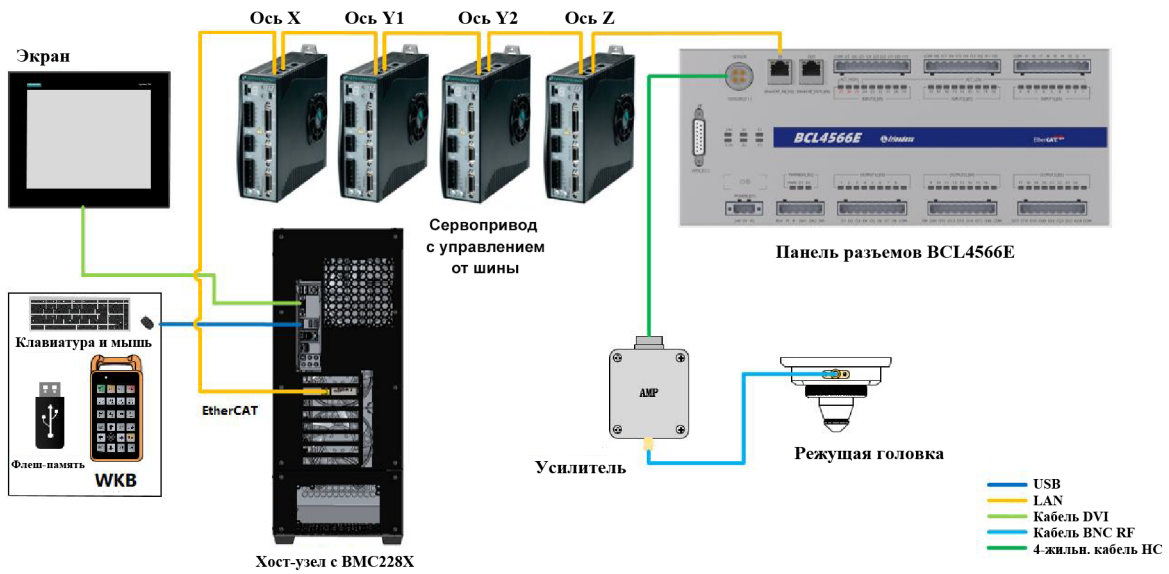 Ось X
Ось Y1
Ось Y2
Ось Z
Экран
BCL4566E
Friendess
EtherCAT
Панель разъемов BCL4566E
Сервопривод
с управлением
от шины
Клавиатура и мышь
Флеш-память
WKB
EtherCAT
Хост-узел с BMC228X
AMP
Усилитель
Режущая головка
USB
LAN
Кабель DVI
Кабель BNC RF
4-жильн. кабель HC